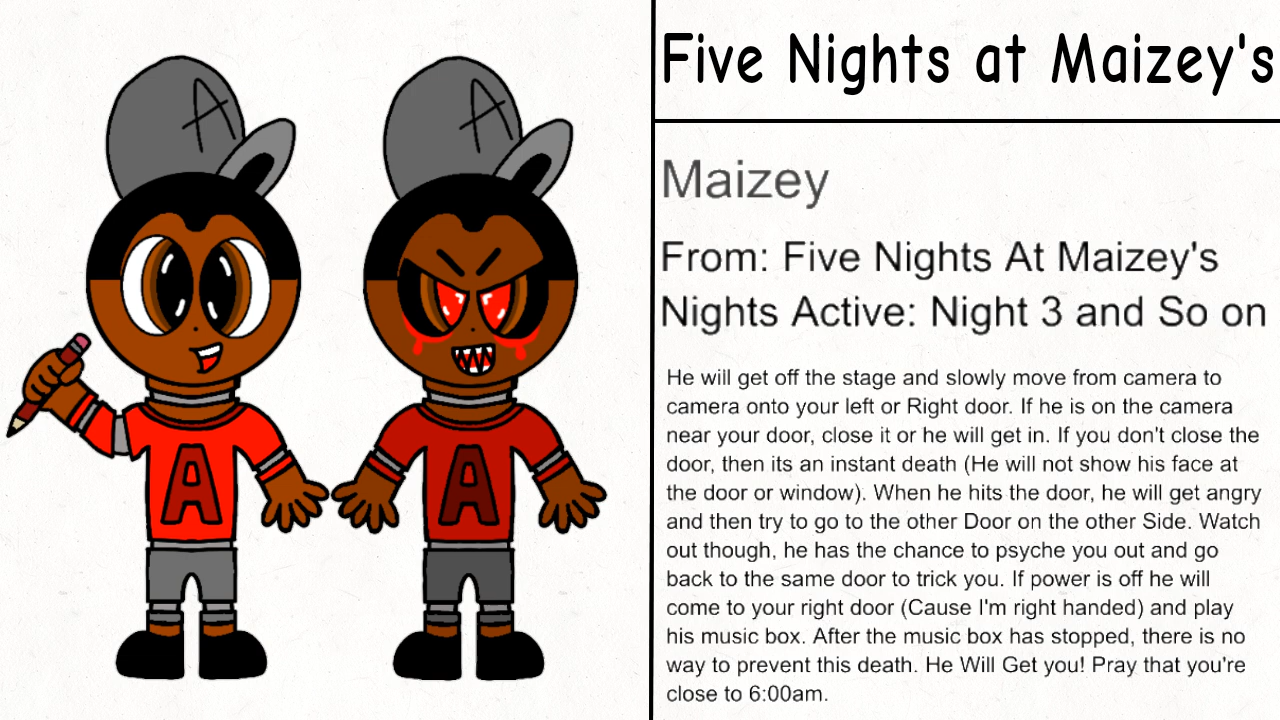 A
A
Five Nights at Maizey's
Maizey
From: Five Nights At Maizey's
Nights Active: Night 3 and So on
He will get off the stage and slowly move from camera to
camera onto your left or Right door. If he is on the camera
near your door, close it or he will get in. If you don't close the
door, then its an instant death (He will not show his face at
the door or window). When he hits the door, he will get angry
and then try to go to the other Door on the other Side. Watch
out though, he has the chance to psyche you out and go
back to the same door to trick you. If power is off he will
come to your right door (Cause I'm right handed) and play
his music box. After the music box has stopped, there is no
way to prevent this death. He Will Get you! Pray that you're
close to 6:00am.
A
A